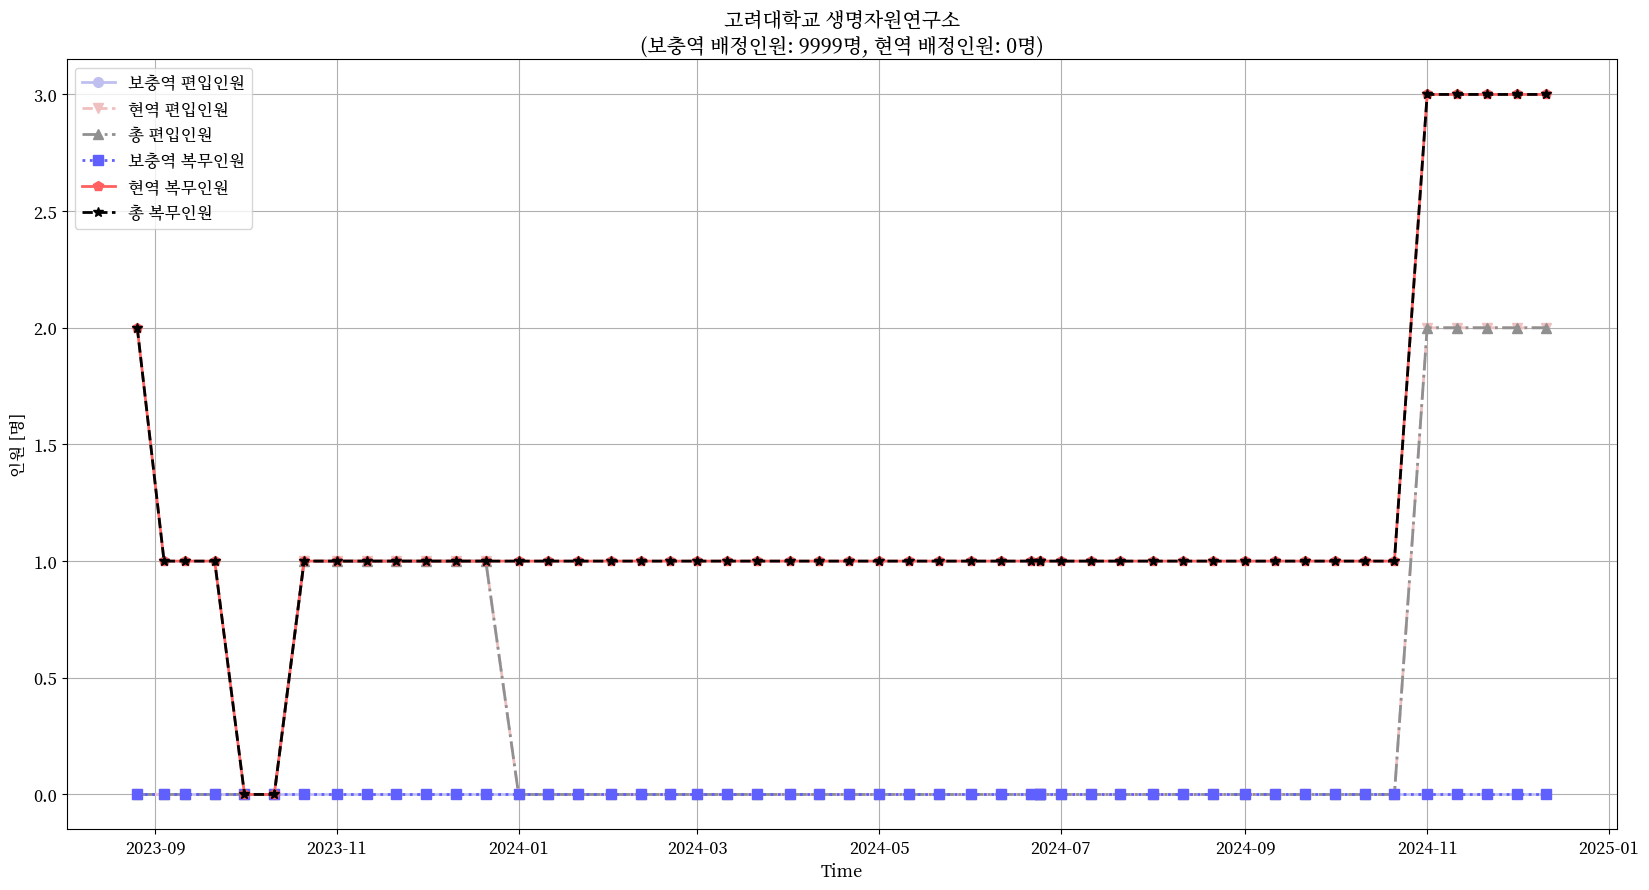 고려대학교 생명자원연구소
(보충역 배정인원: 9999명, 현역 배정인원: 0명)
보충역 편입인원
현역 편입인원
총 편입인원
보충역 복무인원
현역 복무인원
총 복무인원
3.0
2.5
2.0
1.5
1.0
0.5
0.0
인원 [명]
2023-09
2023-11
2024-01
2024-03
2024-05
2024-07
2024-09
2024-11
2025-01
Time